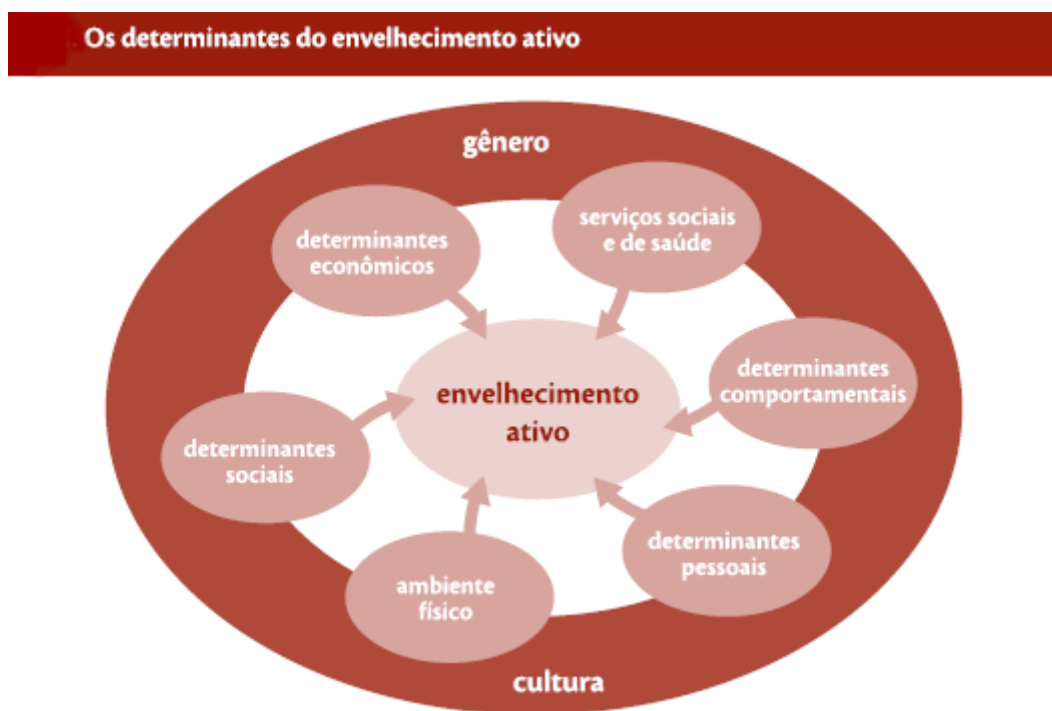 Os determinantes do envelhecimento ativo
gênero
serviços sociais
e de saúde
determinantes
econômicos
determinantes
comportamentais
envelhecimento
ativo
determinantes
sociais
determinantes
pessoais
ambiente
físico
cultura